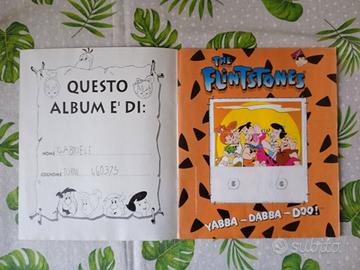 QUESTO
ALBUM E' DI:
NOME GABRIELE
COGNOME
THE
FLINTSTONES
YABBA-DABBA-DOO!
subito